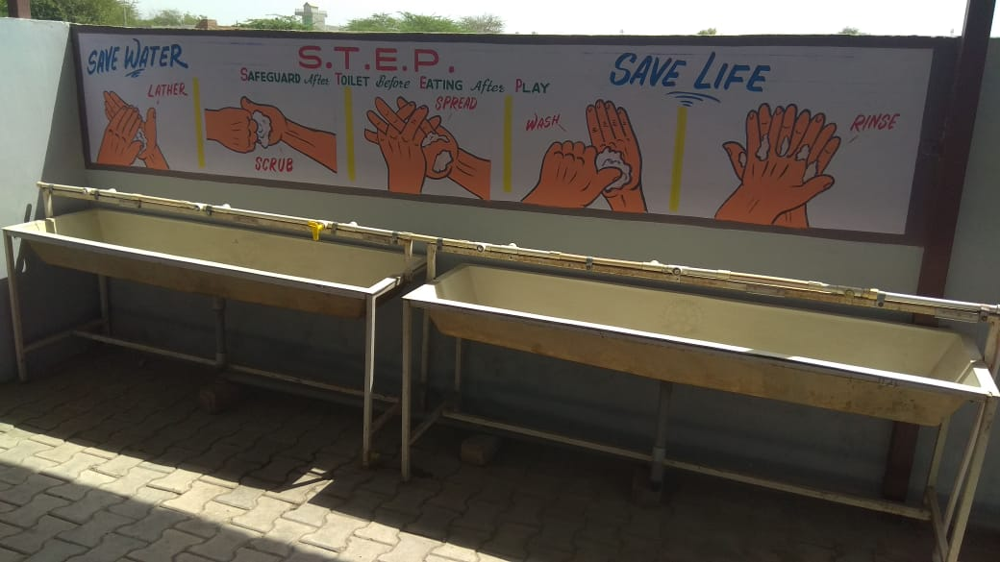 SAVE WATER
S.T.E.P.
SAFEGUARD After TOILET Before EATING After PLAY
SAVE LIFE
LATHER
SCRUB
SPREAD
WASH
RINSE